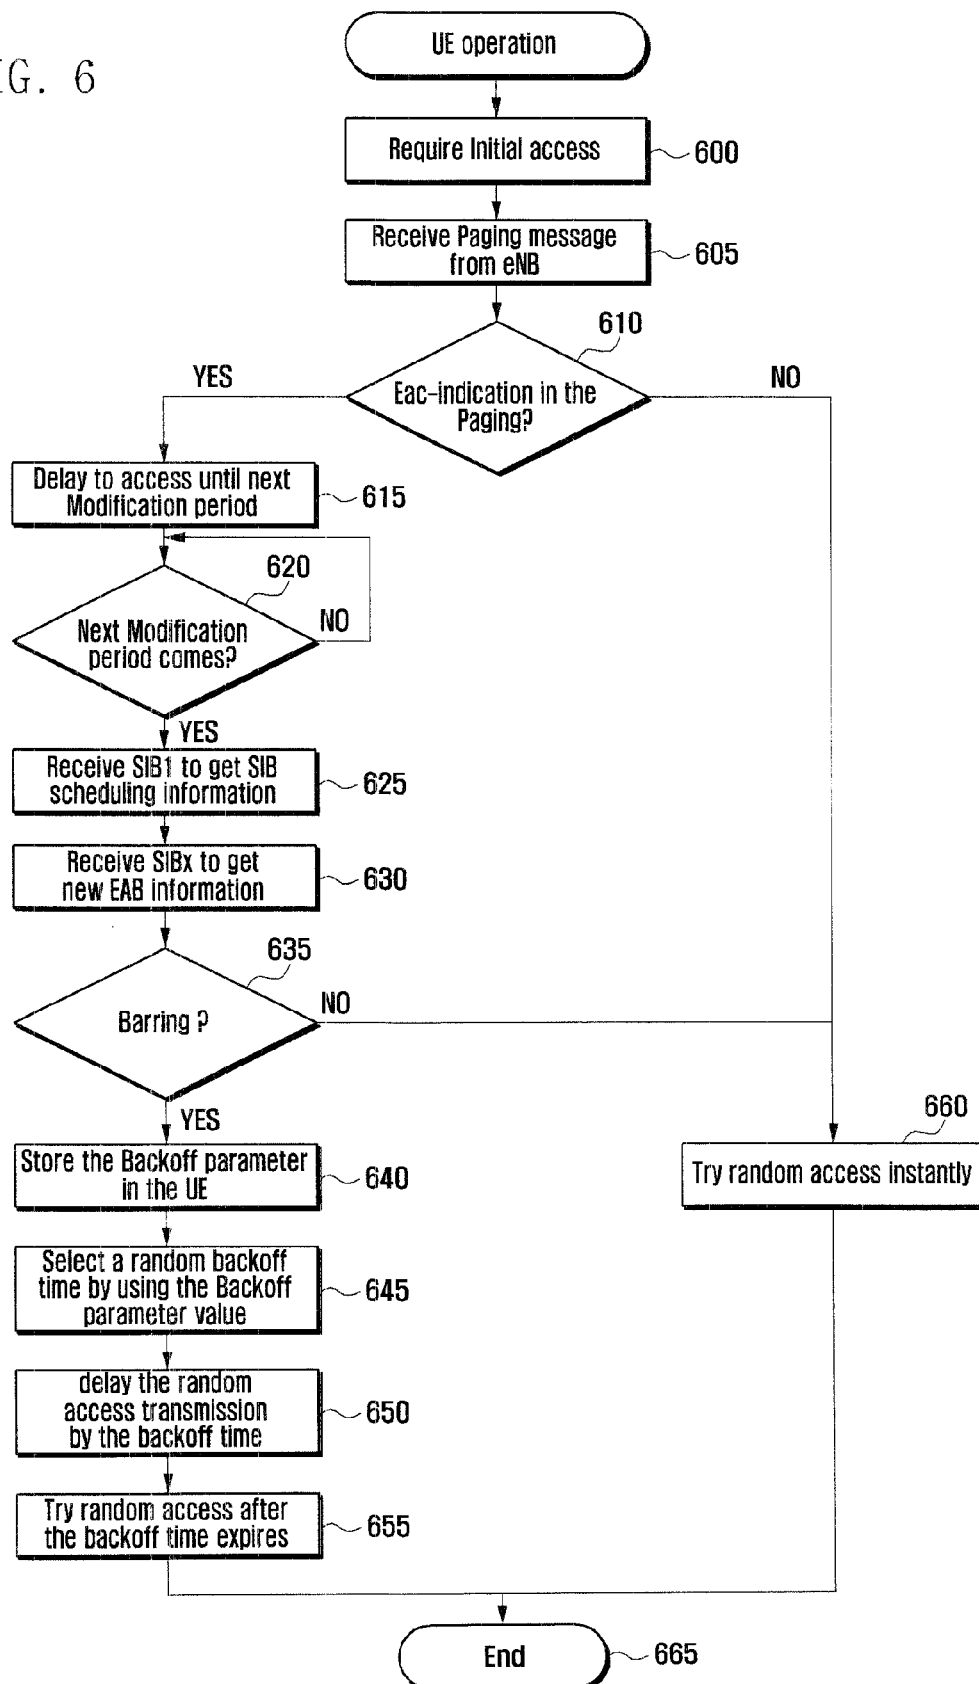 IG. 6
UE operation
Require Initial access
600
Receive Paging message
from eNB
605
610
Eac-indication in the
Paging?
YES
NO
Delay to access until next
Modification period
615
620
Next Modification
period comes?
NO
YES
Receive SIB1 to get SIB
scheduling information
625
Receive SIBx to get
new EAB information
630
635
Barring ?
NO
YES
Store the Backoff parameter
in the UE
640
660
Try random access instantly
Select a random backoff
time by using the Backoff
parameter value
645
delay the random
access transmission
by the backoff time
650
Try random access after
the backoff time expires
655
End
665